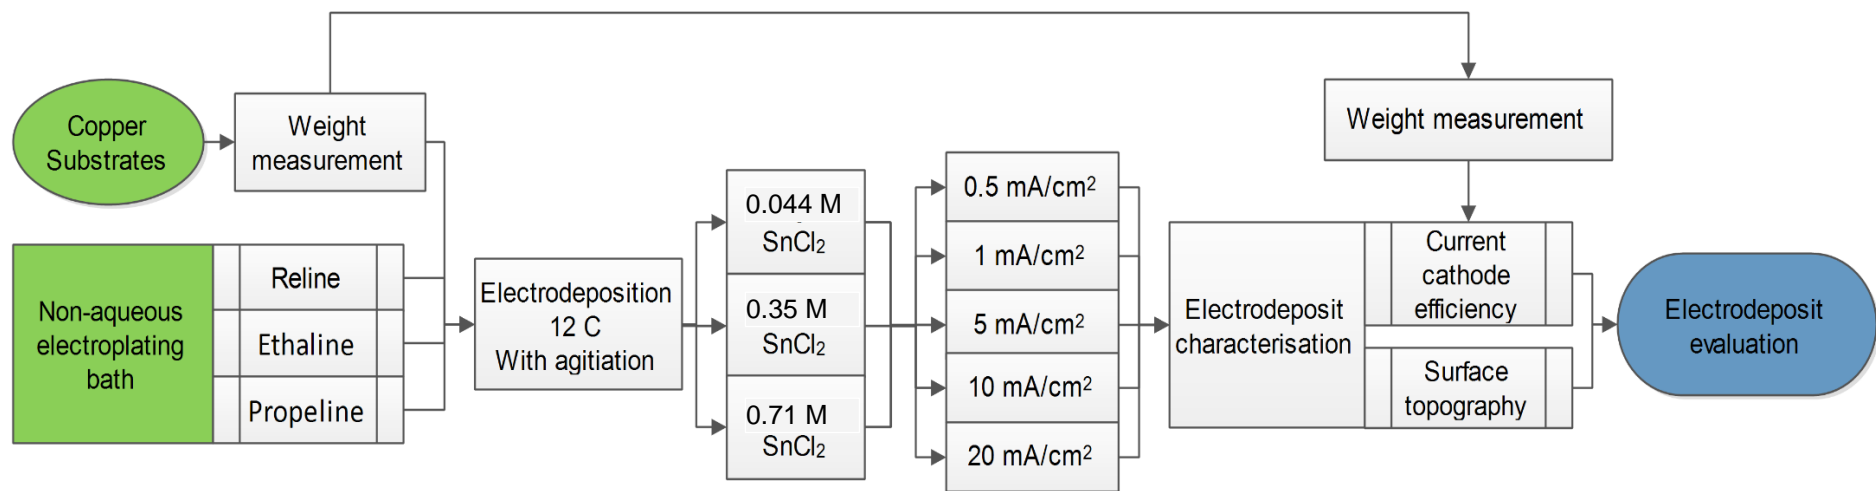 Copper
Substrates
Weight
measurement
Weight measurement
Non-aqueous
electroplating
bath
Reline
Ethaline
Propeline
Electrodeposition
12 C
With agitiation
0.044 M
SnCl₂
0.35 M
SnCl₂
0.71 M
SnCl₂
0.5 mA/cm²
1 mA/cm²
5 mA/cm²
10 mA/cm²
20 mA/cm²
Electrodeposit
characterisation
Current
cathode
efficiency
Surface
topography
Electrodeposit
evaluation